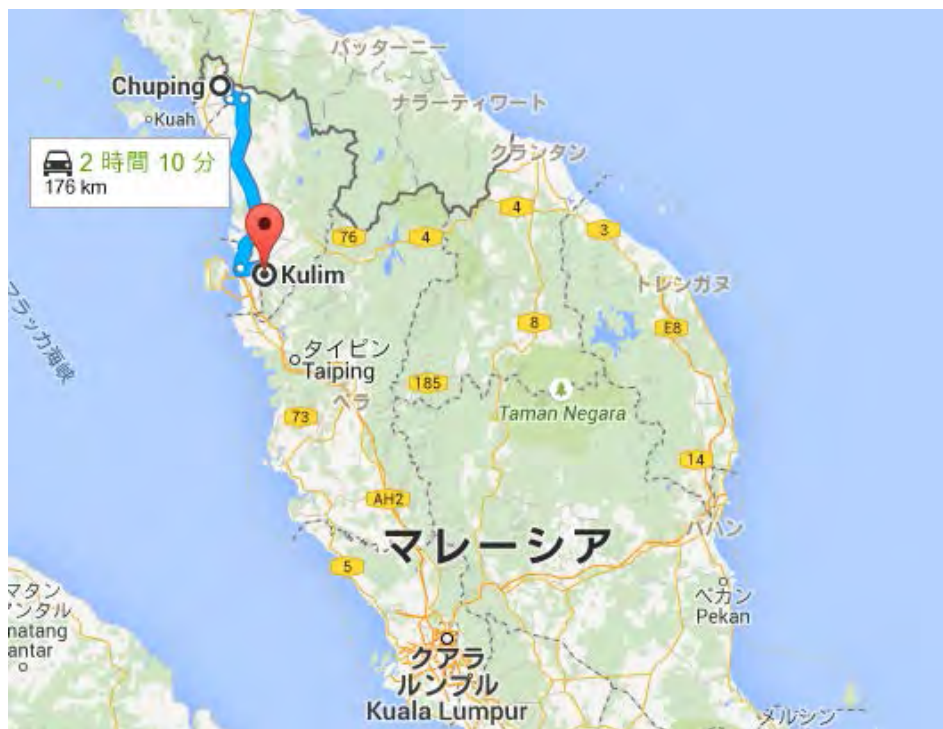 パッターニー
Chuping
ナラーティワート
Kuah
クランタン
2 時間 10 分
176 km
4
3
76
4
Kulim
トレンガヌ
マラッカ海峡
8
E8
タイピン
Taiping
185
Taman Negara
ペラ
73
14
AH2
パハン
マレーシア
5
ペカン
Pekan
マタン
ンタル
natang
antar
クアラ
ルンプル
Kuala Lumpur
メルシン